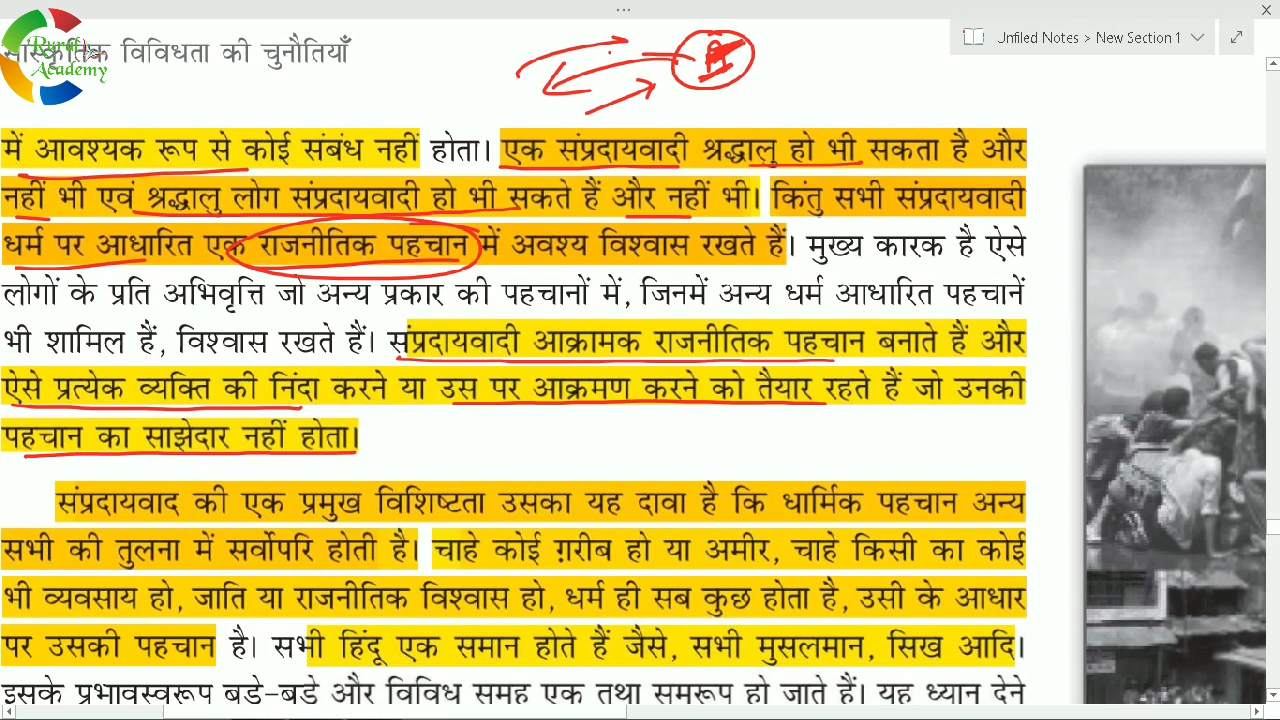 सांस्कृतिक विविधता की चुनौतियाँ
Rural
Academy
Unfiled Notes > New Section1
में आवश्यक रूप से कोई संबंध नहीं होता। एक संप्रदायवादी श्रद्धालु हो भी सकता है और
नहीं भी एवं श्रद्धालु लोग संप्रदायवादी हो भी सकते हैं और नहीं भी। किंतु सभी संप्रदायवादी
धर्म पर आधारित एक राजनीतिक पहचान में अवश्य विश्वास रखते हैं। मुख्य कारक है ऐसे
लोगों के प्रति अभिवृत्ति जो अन्य प्रकार की पहचानों में, जिनमें अन्य धर्म आधारित पहचानें
भी शामिल हैं, विश्वास रखते हैं। संप्रदायवादी आक्रामक राजनीतिक पहचान बनाते हैं और
ऐसे प्रत्येक व्यक्ति की निंदा करने या उस पर आक्रमण करने को तैयार रहते हैं जो उनकी
पहचान का साझेदार नहीं होता।
संप्रदायवाद की एक प्रमुख विशिष्टता उसका यह दावा है कि धार्मिक पहचान अन्य
सभी की तुलना में सर्वोपरि होती है। चाहे कोई ग़रीब हो या अमीर, चाहे किसी का कोई
भी व्यवसाय हो, जाति या राजनीतिक विश्वास हो, धर्म ही सब कुछ होता है, उसी के आधार
पर उसकी पहचान है। सभी हिंदू एक समान होते हैं जैसे, सभी मुसलमान, सिख आदि।
इसके प्रभावस्वरूप बड़े-बड़े और विविध समूह एक तथा समरूप हो जाते हैं। यह ध्यान देने